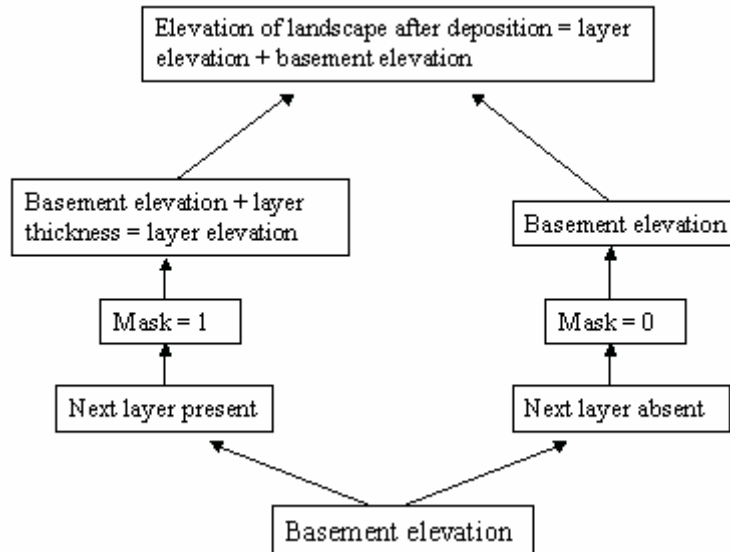 Elevation of landscape after deposition = layer
elevation + basement elevation
Basement elevation + layer
thickness = layer elevation
Basement elevation
Mask = 1
Mask = 0
Next layer present
Next layer absent
Basement elevation